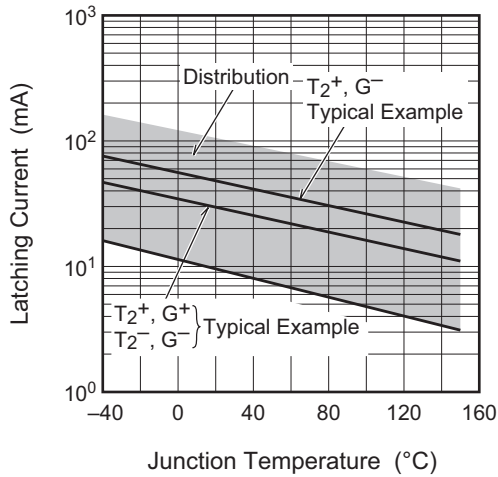 10³
Distribution
T₂⁺, G⁻
Typical Example
10²
Latching Current (mA)
10¹
T₂⁺, G⁺
T₂⁻, G⁻
} Typical Example
10⁰
–40 0 40 80 120 160
Junction Temperature (°C)